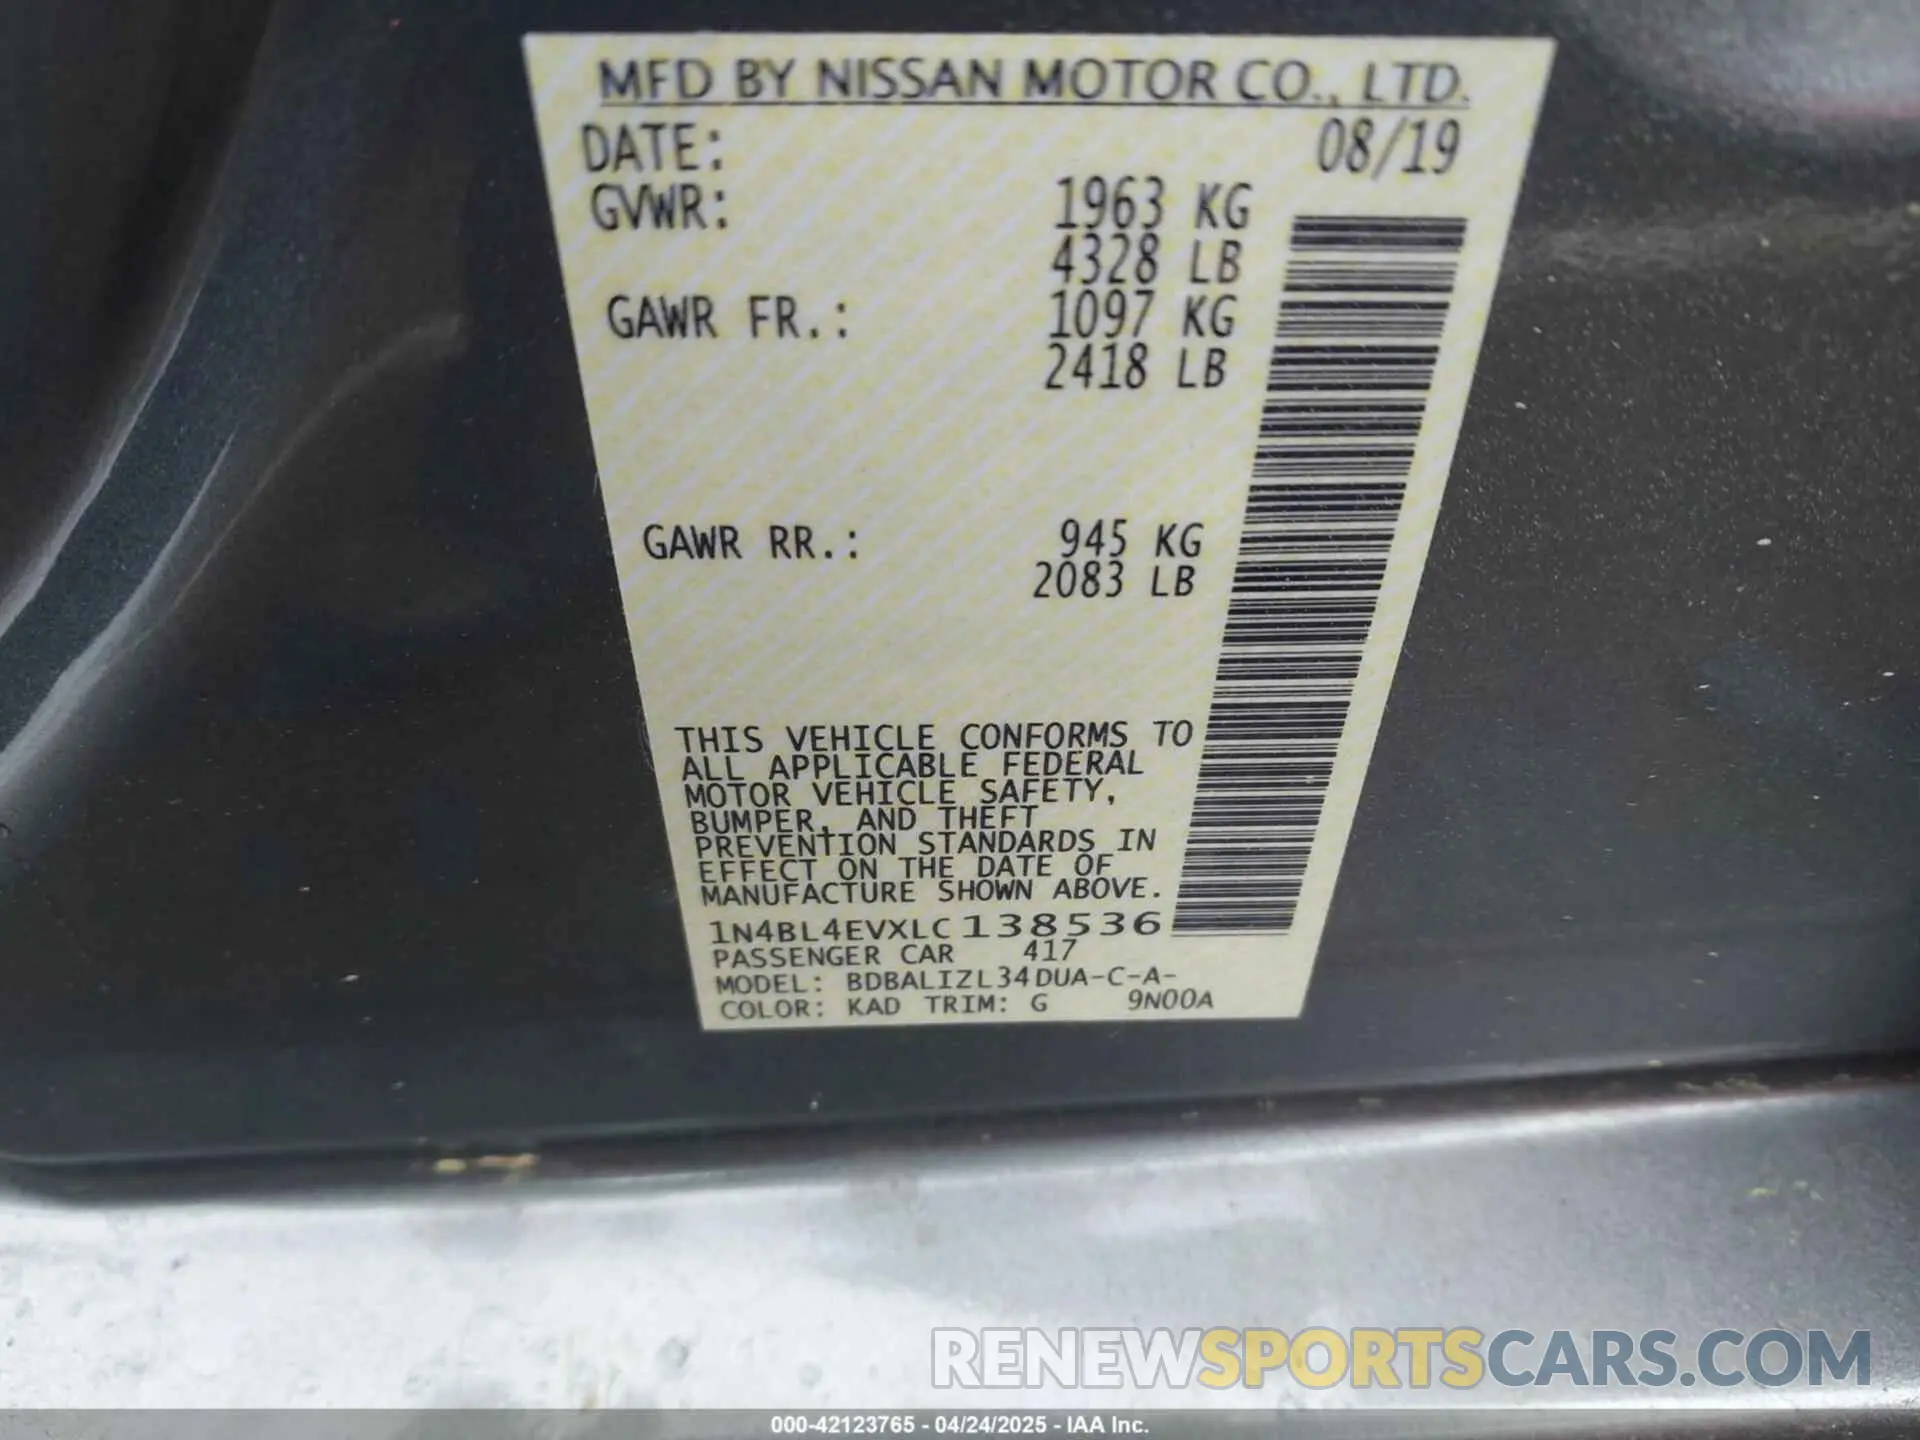 MFD BY NISSAN MOTOR CO., LTD.
DATE: 08/19
GVWR: 1963 KG
4328 LB
GAWR FR.: 1097 KG
2418 LB
GAWR RR.: 945 KG
2083 LB
THIS VEHICLE CONFORMS TO
ALL APPLICABLE FEDERAL
MOTOR VEHICLE SAFETY,
BUMPER, AND THEFT
PREVENTION STANDARDS IN
EFFECT ON THE DATE OF
MANUFACTURE SHOWN ABOVE.
1N4BL4EVXLC138536
PASSENGER CAR 417
MODEL: BDBALIZL34DUA-C-A-
COLOR: KAD TRIM: G 9N00A
RENEWSPORTSCARS.COM
000-42123765 - 04/24/2025 - IAA Inc.